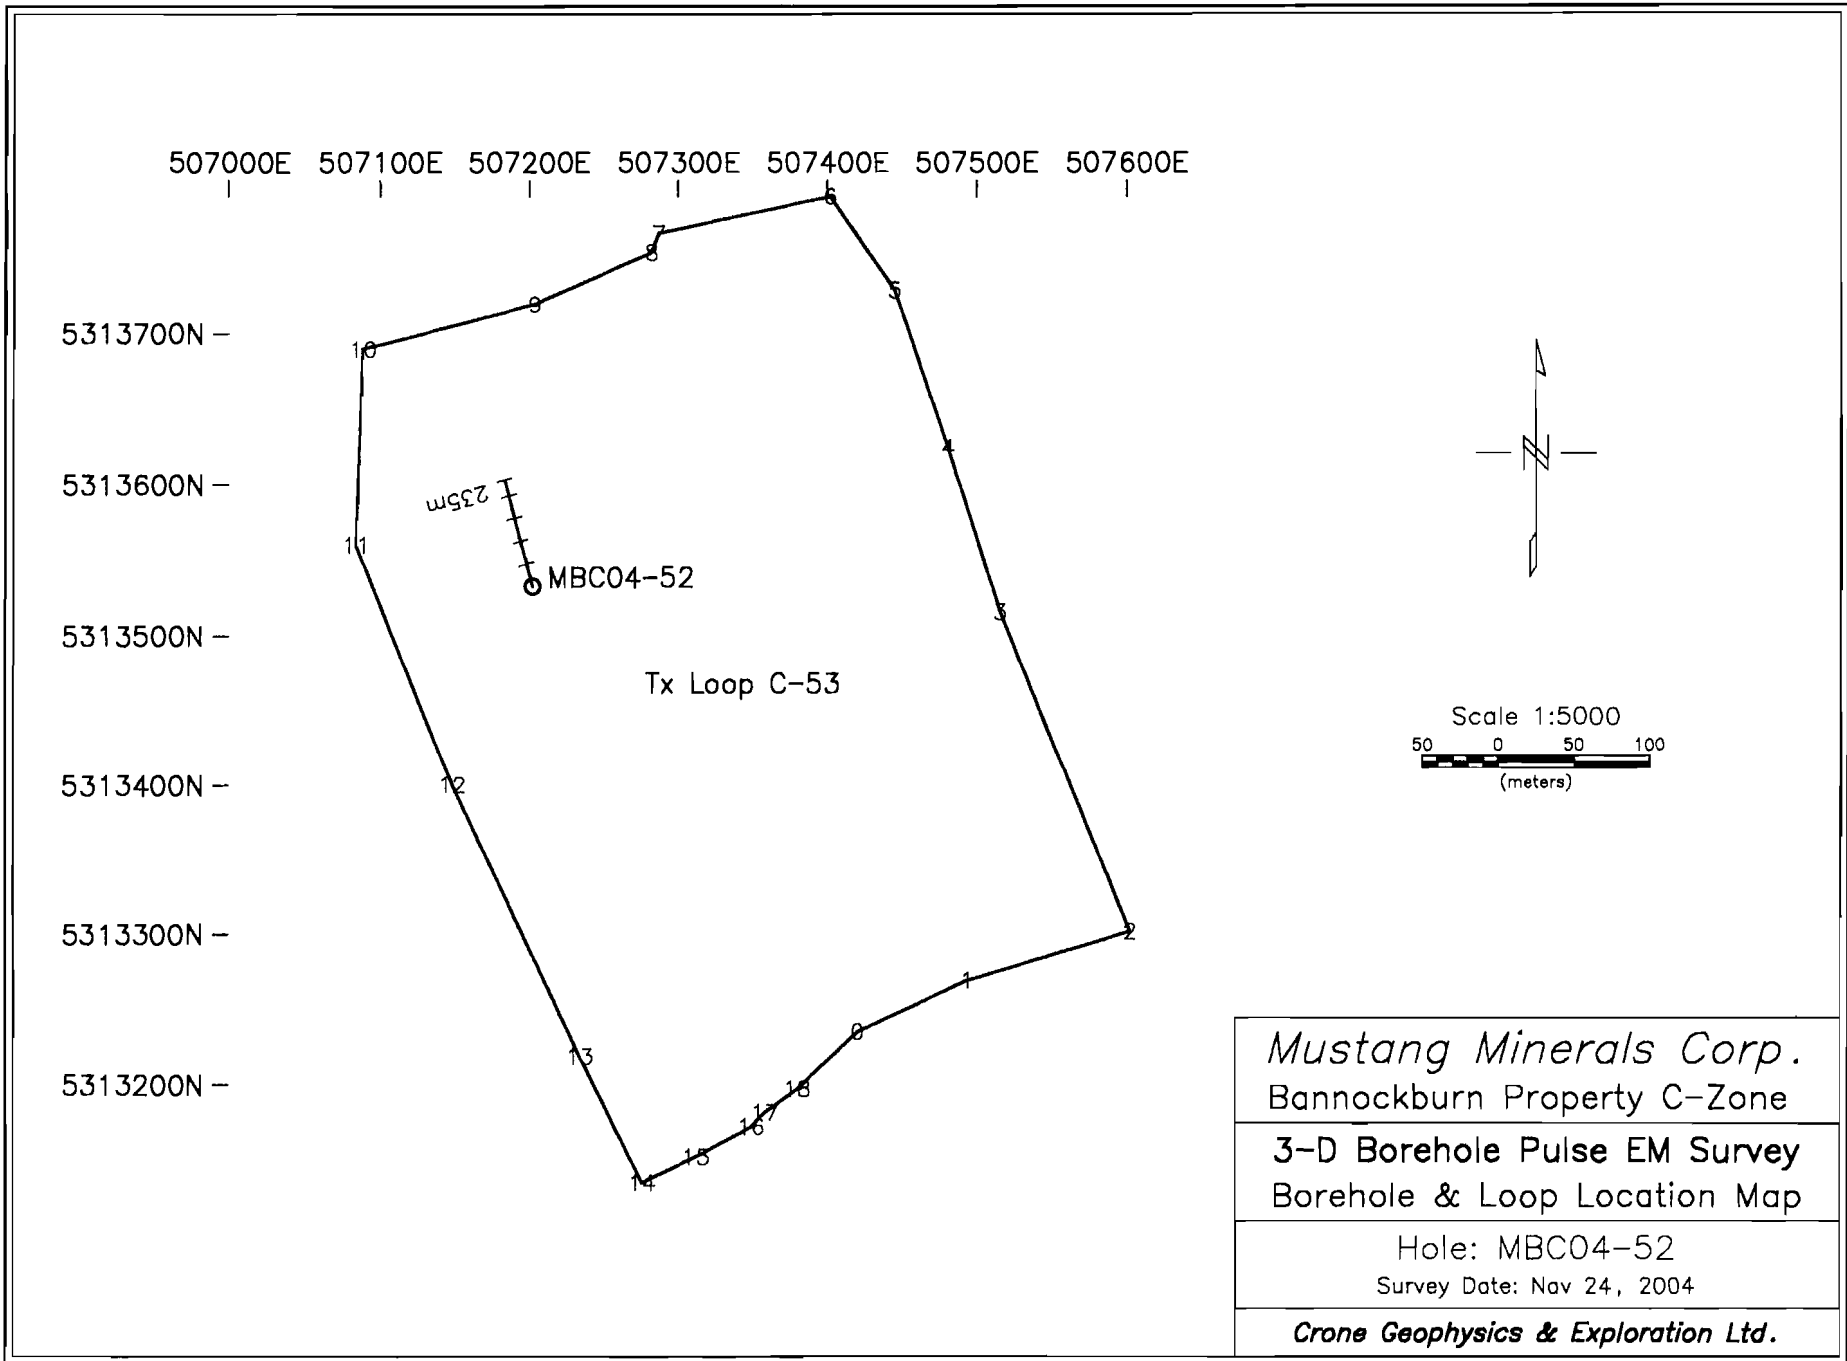 507000E 507100E 507200E 507300E 507400E 507500E 507600E
6
7
8
5
9
5313700N
10
4
5313600N
235m
11
MBC04-52
3
5313500N
N
Tx Loop C-53
Scale 1:5000
50 0 50 100
(meters)
5313400N
12
5313300N
2
1
0
13
5313200N
18
17
16
15
14
Mustang Minerals Corp.
Bannockburn Property C-Zone
3-D Borehole Pulse EM Survey
Borehole & Loop Location Map
Hole: MBC04-52
Survey Date: Nov 24, 2004
Crone Geophysics & Exploration Ltd.